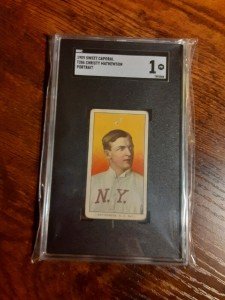 1909 SWEET CAPORAL
T206 CHRISTY MATHEWSON
PORTRAIT
1
N.Y.